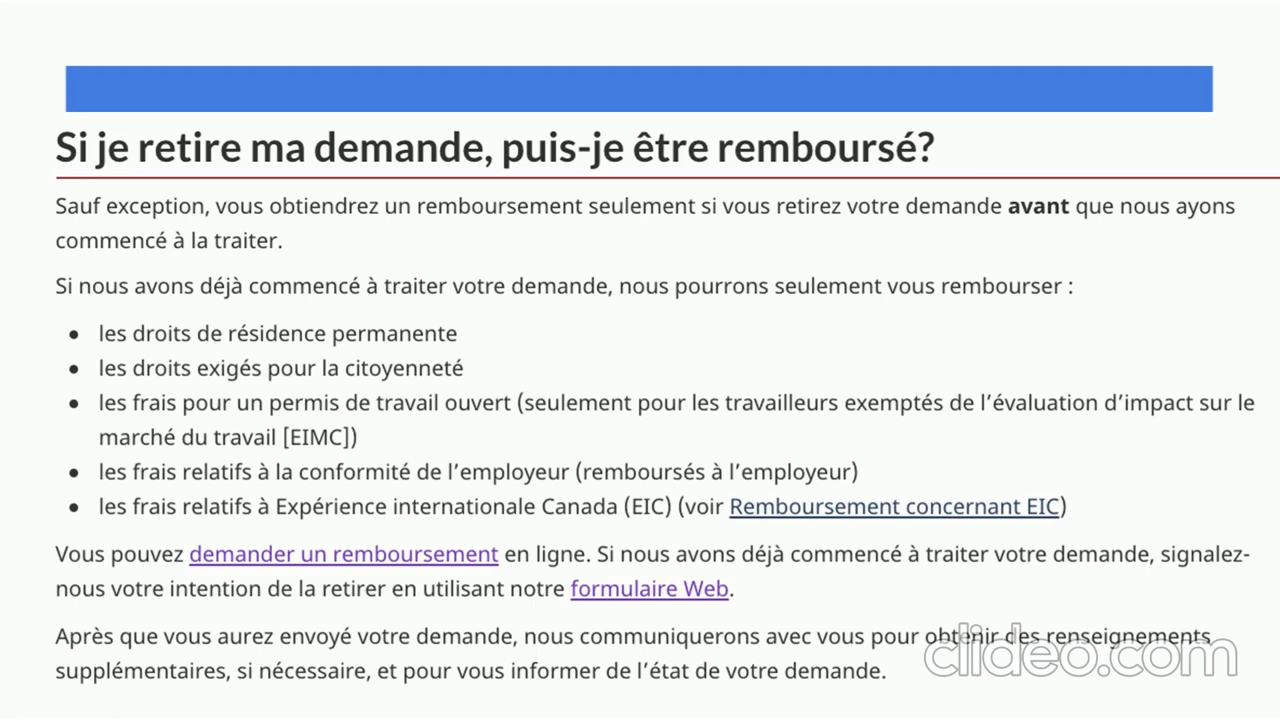 Si je retire ma demande, puis-je être remboursé?
Sauf exception, vous obtiendrez un remboursement seulement si vous retirez votre demande avant que nous ayons
commencé à la traiter.
Si nous avons déjà commencé à traiter votre demande, nous pourrons seulement vous rembourser :
• les droits de résidence permanente
• les droits exigés pour la citoyenneté
• les frais pour un permis de travail ouvert (seulement pour les travailleurs exemptés de l’évaluation d’impact sur le
marché du travail [EIMC])
• les frais relatifs à la conformité de l’employeur (remboursés à l’employeur)
• les frais relatifs à Expérience internationale Canada (EIC) (voir Remboursement concernant EIC)
Vous pouvez demander un remboursement en ligne. Si nous avons déjà commencé à traiter votre demande, signalez-
nous votre intention de la retirer en utilisant notre formulaire Web.
Après que vous aurez envoyé votre demande, nous communiquerons avec vous pour obtenir des renseignements
supplémentaires, si nécessaire, et pour vous informer de l’état de votre demande.
clideo.com